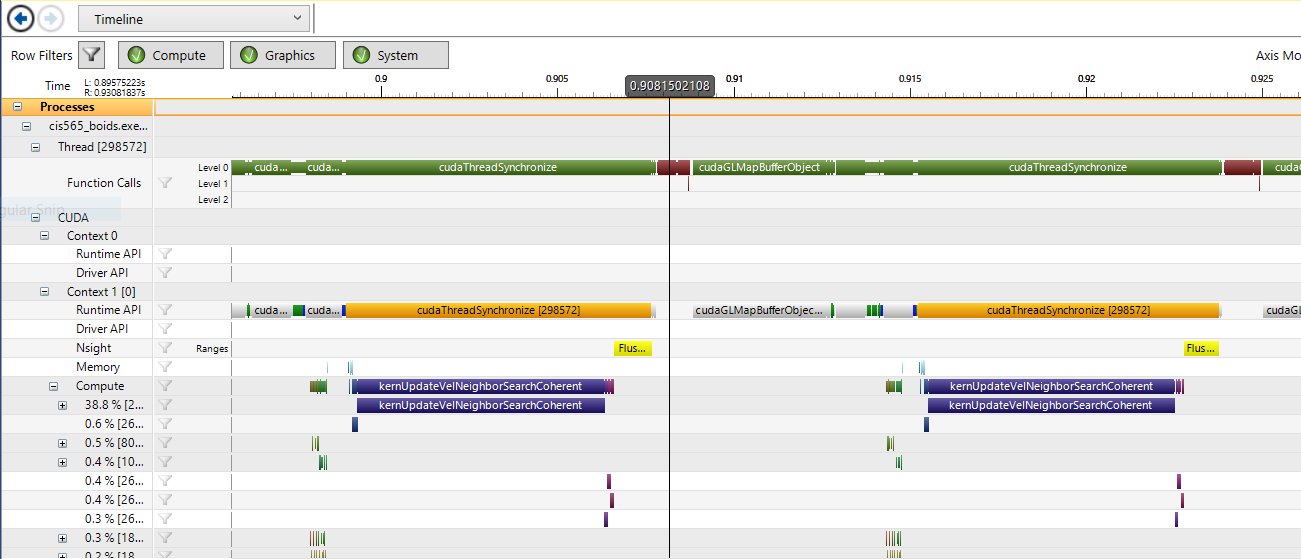 Timeline
Row Filters Compute Graphics System Axis Mo
Time L: 0.89575223s 0.9 0.905 0.91 0.915 0.92 0.925
R: 0.93081837s 0.9081502108
Processes
cis565_boids.exe...
Thread [298572]
Function Calls Level 0 cuda... cuda... cudaThreadSynchronize cudaGLMapBufferObject cudaThreadSynchronize
Level 1
Level 2
gular Snip
CUDA
Context 0
Runtime API
Driver API
Context 1 [0]
Runtime API cuda... cuda... cudaThreadSynchronize [298572] cudaGLMapBufferObjec... cudaThreadSynchronize [298572] cudaGL
Driver API
Nsight Ranges Flus... Flus...
Memory
Compute kernUpdateVelNeighborSearchCoherent kernUpdateVelNeighborSearchCoherent
38.8 % [2... kernUpdateVelNeighborSearchCoherent kernUpdateVelNeighborSearchCoherent
0.6 % [26...
0.5 % [80...
0.4 % [10...
0.4 % [26...
0.4 % [26...
0.3 % [26...
0.3 % [18...
0.2 % [18...